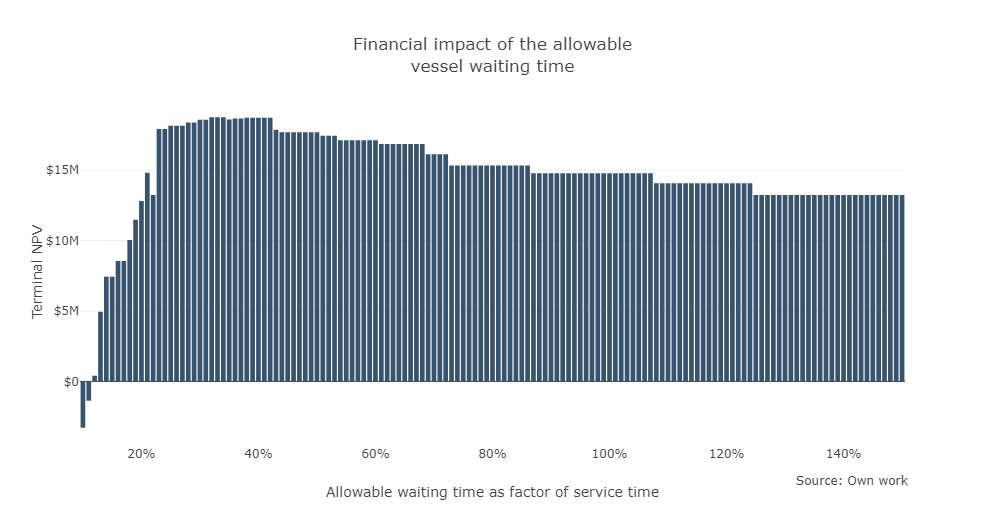 Financial impact of the allowable
vessel waiting time
Terminal NPV
$15M
$10M
$5M
$0
20%
40%
60%
80%
100%
120%
140%
Allowable waiting time as factor of service time
Source: Own work